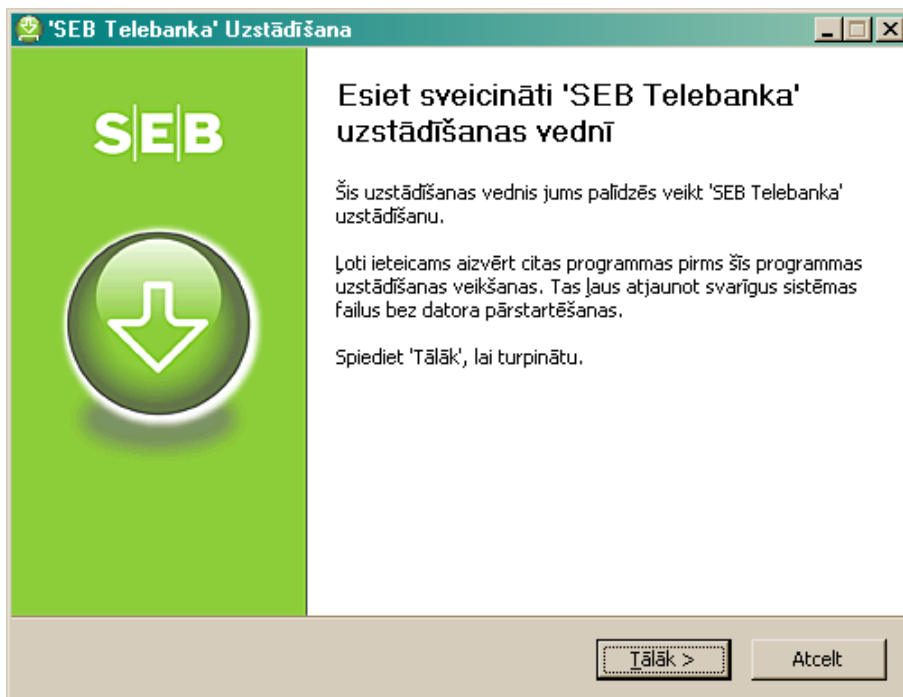 'SEB Telebanka' Uzstādīšana
SEB
Esiet sveicināti 'SEB Telebanka'
uzstādīšanas vednī
Šis uzstādīšanas vednis jums palīdzēs veikt 'SEB Telebanka'
uzstādīšanu.
Ļoti ieteicams aizvērt citas programmas pirms šīs programmas
uzstādīšanas veikšanas. Tas ļaus atjaunot svarīgus sistēmas
failus bez datora pārstartēšanas.
Spiediet 'Tālāk', lai turpinātu.
Tālāk >
Atcelt